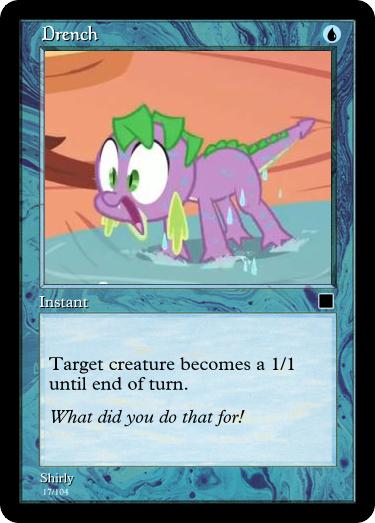 Drench
Instant
Target creature becomes a 1/1
until end of turn.
What did you do that for!
Shirly
17/104